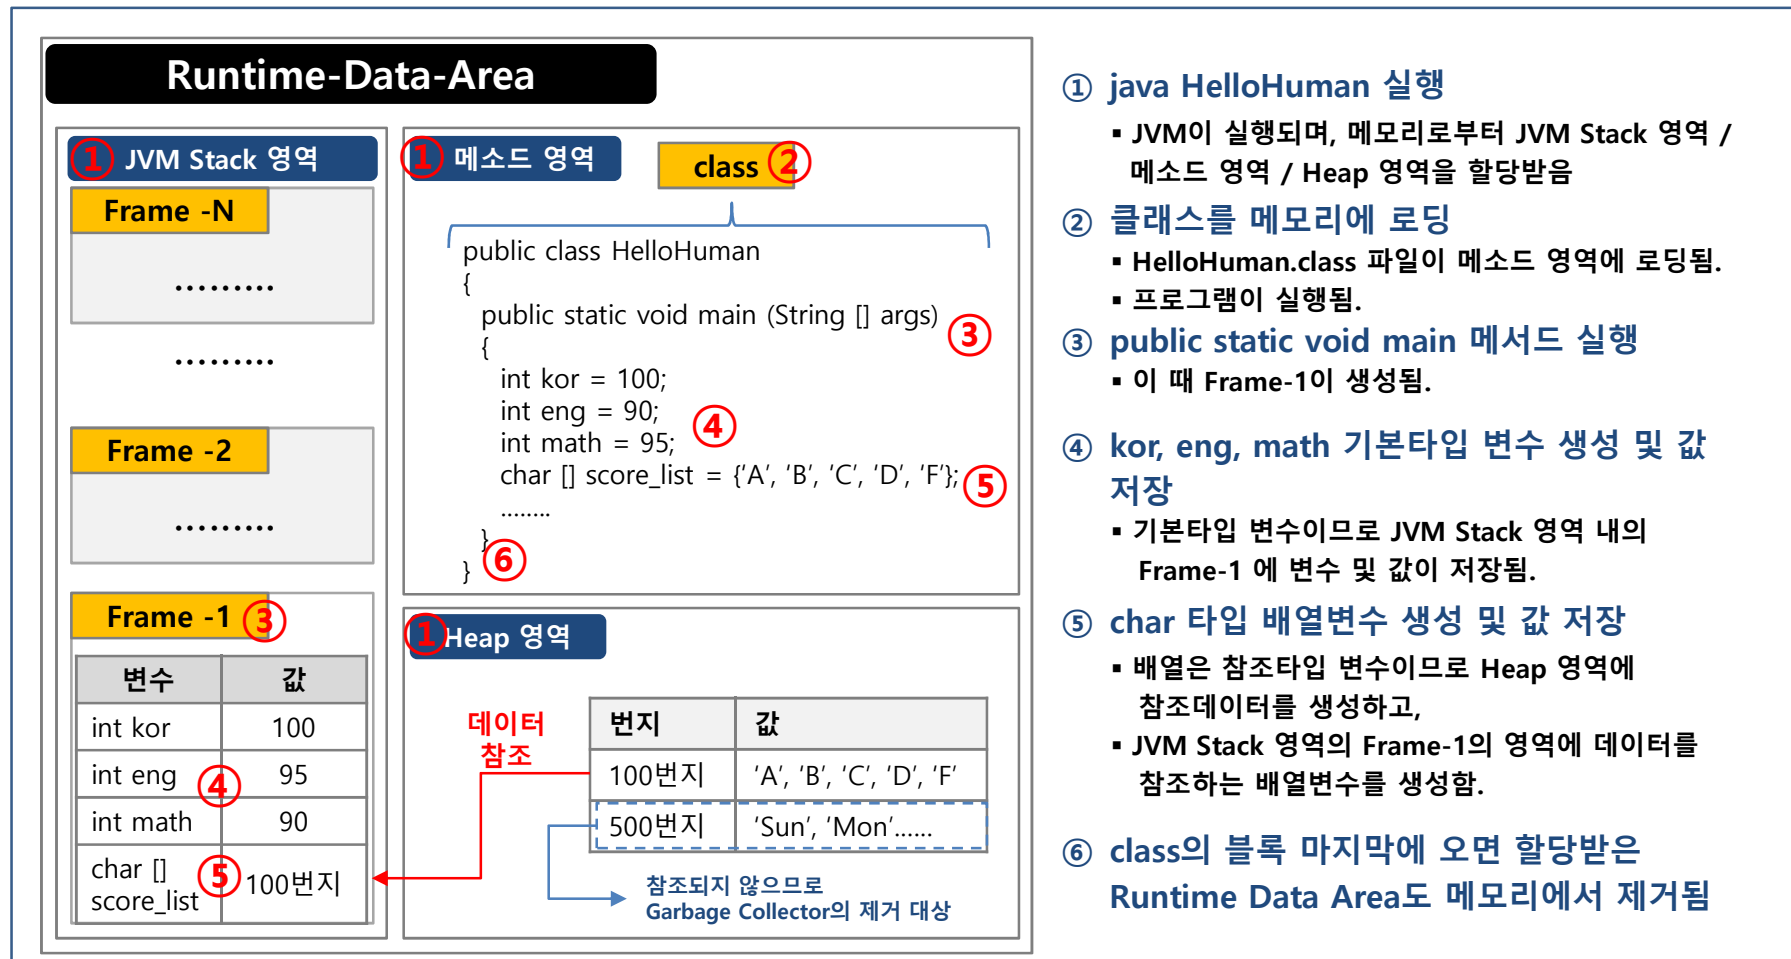 Runtime-Data-Area
① JVM Stack 영역
Frame -N
………
………
Frame -2
………
Frame -1 ③
변수 값
int kor 100
int eng 95
④
int math 90
char []
score_list
⑤ 100번지
① 메소드 영역
class ②
public class HelloHuman
{
public static void main (String [] args)
③
{
int kor = 100;
int eng = 90;
④
int math = 95;
char [] score_list = {‘A’, ‘B’, ‘C’, ‘D’, ‘F’};
⑤
........
}
⑥
}
① Heap 영역
데이터
참조
번지 값
100번지 ‘A’, ‘B’, ‘C’, ‘D’, ‘F’
500번지 ‘Sun’, ‘Mon’......
참조되지 않으므로
Garbage Collector의 제거 대상
① java HelloHuman 실행
▪ JVM이 실행되며, 메모리로부터 JVM Stack 영역 /
메소드 영역 / Heap 영역을 할당받음
② 클래스를 메모리에 로딩
▪ HelloHuman.class 파일이 메소드 영역에 로딩됨.
▪ 프로그램이 실행됨.
③ public static void main 메서드 실행
▪ 이 때 Frame-1이 생성됨.
④ kor, eng, math 기본타입 변수 생성 및 값
저장
▪ 기본타입 변수이므로 JVM Stack 영역 내의
Frame-1 에 변수 및 값이 저장됨.
⑤ char 타입 배열변수 생성 및 값 저장
▪ 배열은 참조타입 변수이므로 Heap 영역에
참조데이터를 생성하고,
▪ JVM Stack 영역의 Frame-1의 영역에 데이터를
참조하는 배열변수를 생성함.
⑥ class의 블록 마지막에 오면 할당받은
Runtime Data Area도 메모리에서 제거됨